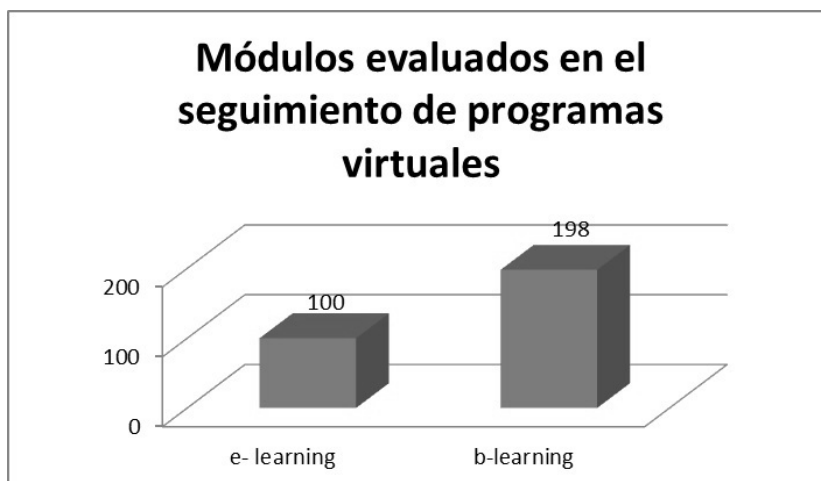 Módulos evaluados en el
seguimiento de programas
virtuales
198
100
200
100
0
e- learning
b-learning